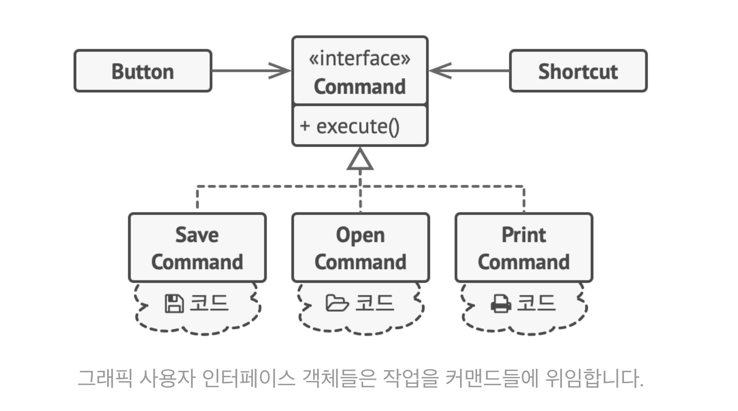 «interface»
Button
Command
Shortcut
+ execute()
Save
Command
Open
Command
Print
Command
코드
코드
코드
그래픽 사용자 인터페이스 객체들은 작업을 커맨드들에 위임합니다.